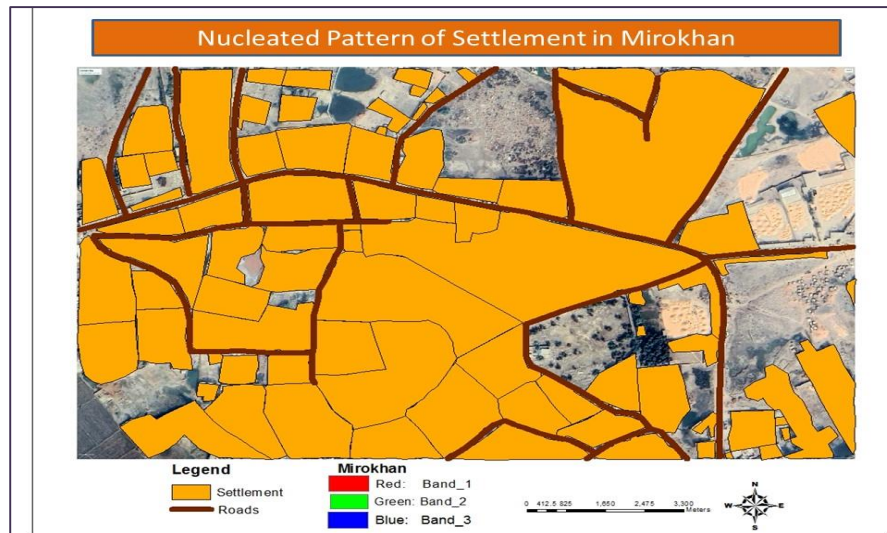 Nucleated Pattern of Settlement in Mirokhan
Legend
Settlement
Roads
Mirokhan
Red: Band_1
Green: Band_2
Blue: Band_3
0 412.5 825 1,650 2,475 3,300
Meters
N
W E
S